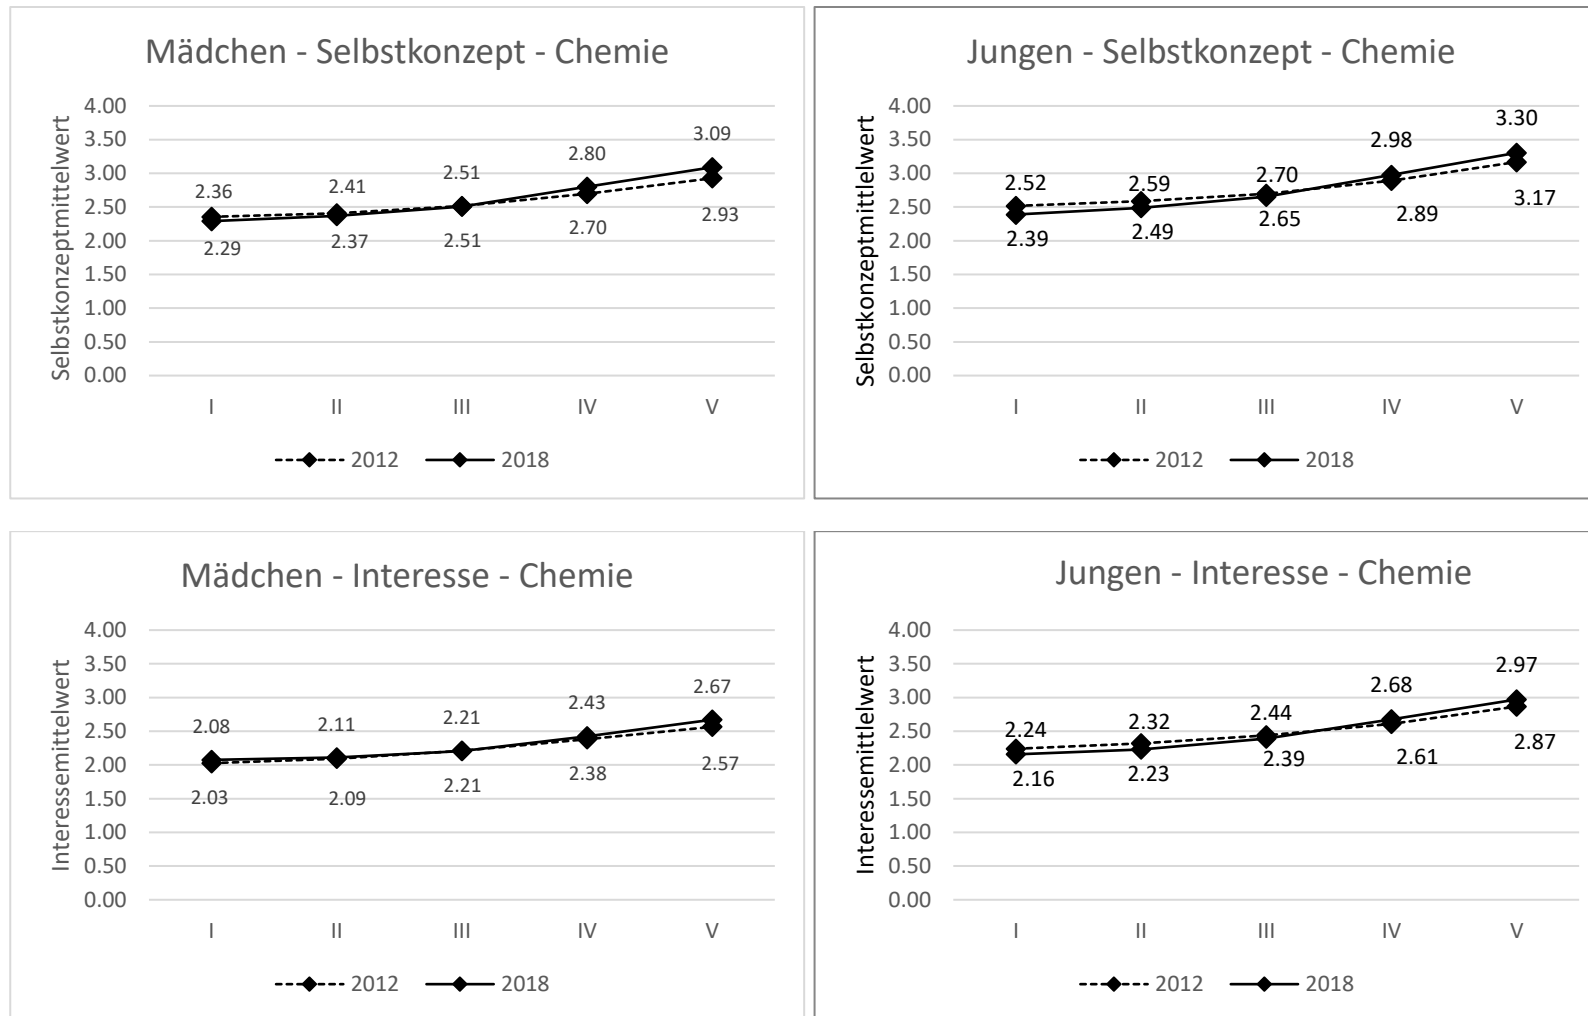 Mädchen - Selbstkonzept - Chemie
Selbstkonzeptmittelwert
4.00
3.50
3.00
2.50
2.00
1.50
1.00
0.50
0.00
2.36 2.41 2.51 2.80 3.09
2.29 2.37 2.51 2.70 2.93
I II III IV V
2012 2018
Jungen - Selbstkonzept - Chemie
Selbstkonzeptmittlelwert
4.00
3.50
3.00
2.50
2.00
1.50
1.00
0.50
0.00
2.52 2.59 2.70 2.98 3.30
2.39 2.49 2.65 2.89 3.17
I II III IV V
2012 2018
Mädchen - Interesse - Chemie
Interessemittelwert
4.00
3.50
3.00
2.50
2.00
1.50
1.00
0.50
0.00
2.08 2.11 2.21 2.43 2.67
2.03 2.09 2.21 2.38 2.57
I II III IV V
2012 2018
Jungen - Interesse - Chemie
Interessemittlelwert
4.00
3.50
3.00
2.50
2.00
1.50
1.00
0.50
0.00
2.24 2.32 2.44 2.68 2.97
2.16 2.23 2.39 2.61 2.87
I II III IV V
2012 2018